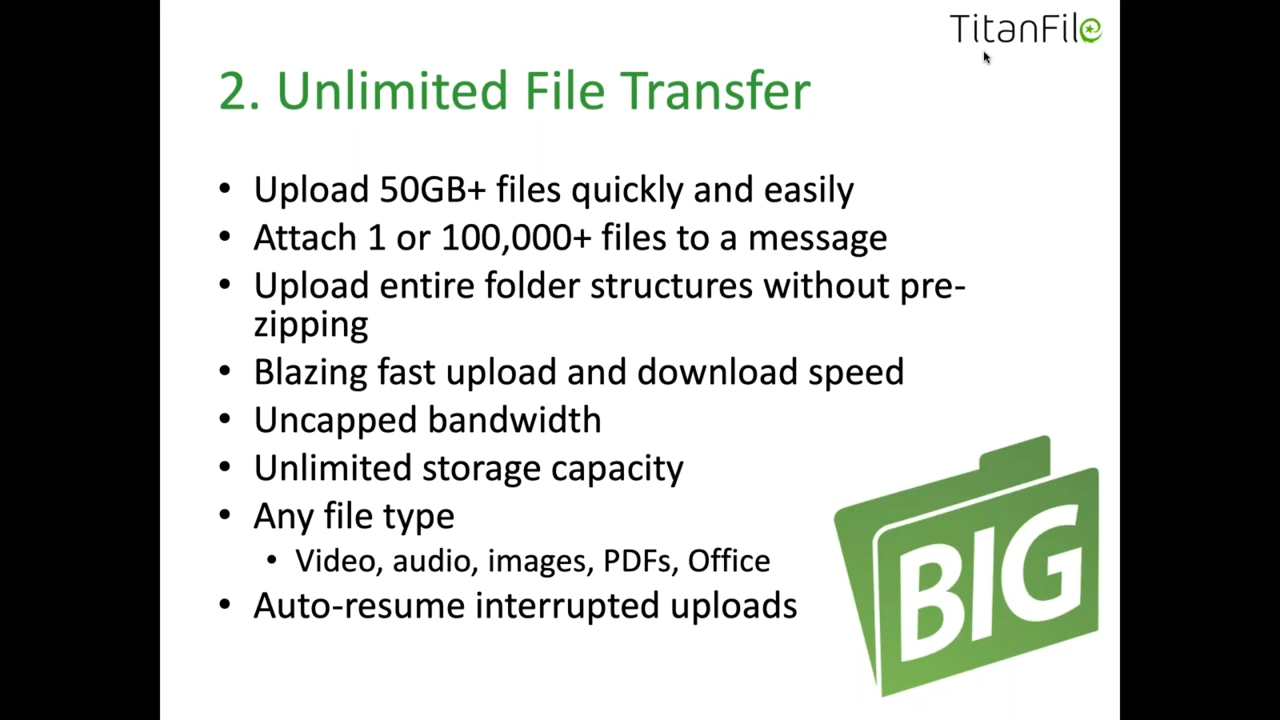 TitanFile
2. Unlimited File Transfer
• Upload 50GB+ files quickly and easily
• Attach 1 or 100,000+ files to a message
• Upload entire folder structures without pre-
zipping
• Blazing fast upload and download speed
• Uncapped bandwidth
• Unlimited storage capacity
• Any file type
• Video, audio, images, PDFs, Office
• Auto-resume interrupted uploads
BIG